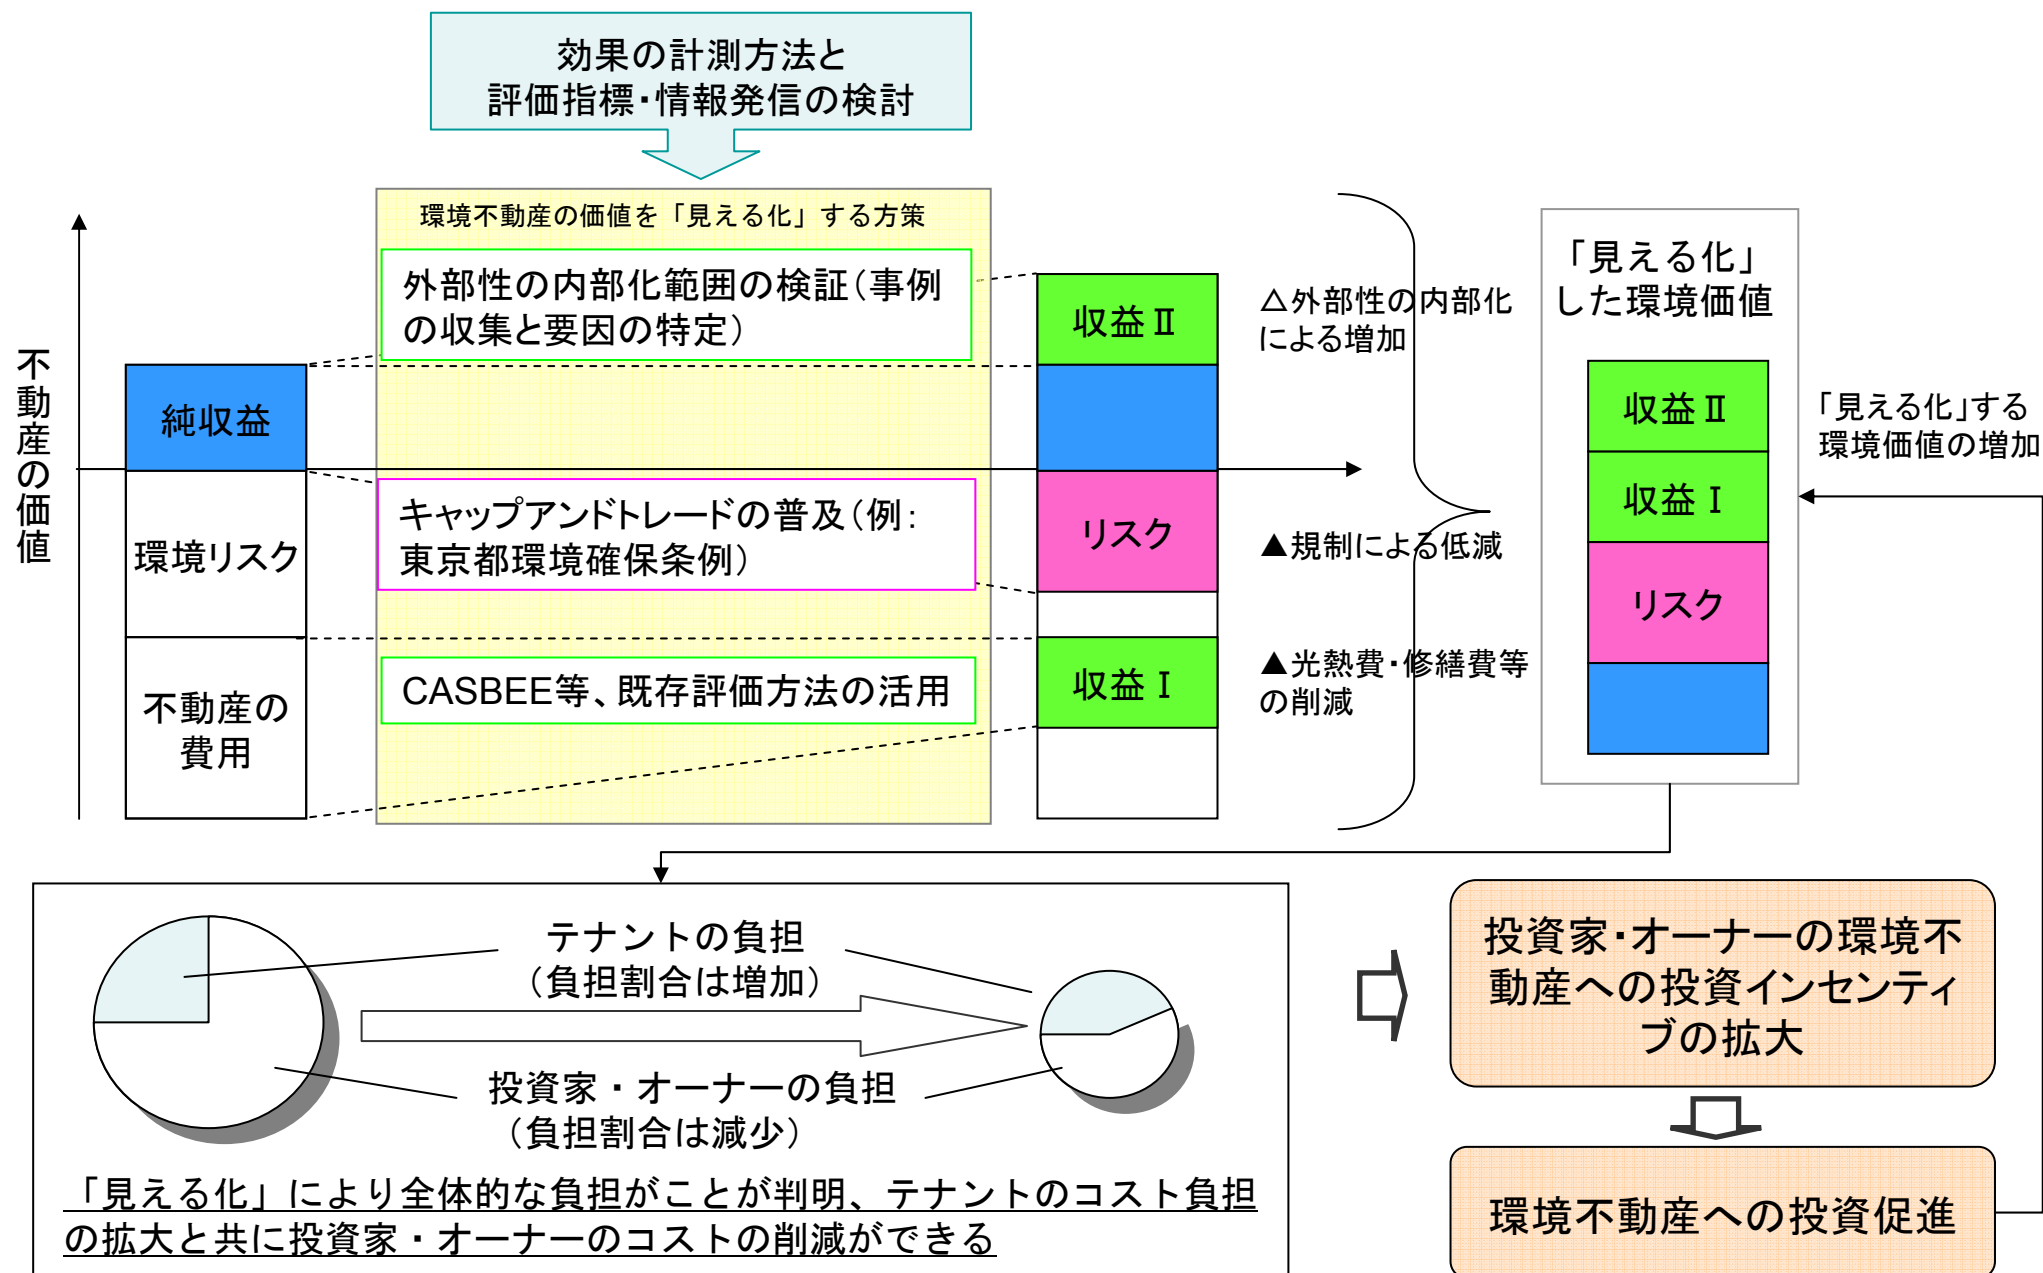 効果の計測方法と
評価指標・情報発信の検討
環境不動産の価値を「見える化」する方策
外部性の内部化範囲の検証(事例
の収集と要因の特定)
収益Ⅱ
△外部性の内部化
による増加
「見える化」
した環境価値
不動産の価値
純収益
収益Ⅱ
「見える化」する
環境価値の増加
収益Ⅰ
環境リスク
キャップアンドトレードの普及(例:
東京都環境確保条例)
リスク
▲規制による低減
リスク
不動産の
費用
CASBEE等、既存評価方法の活用
収益Ⅰ
▲光熱費・修繕費等
の削減
テナントの負担
(負担割合は増加)
投資家・オーナーの負担
(負担割合は減少)
「見える化」により全体的な負担がことが判明、テナントのコスト負担
の拡大と共に投資家・オーナーのコストの削減ができる
投資家・オーナーの環境不
動産への投資インセンティ
ブの拡大
環境不動産への投資促進